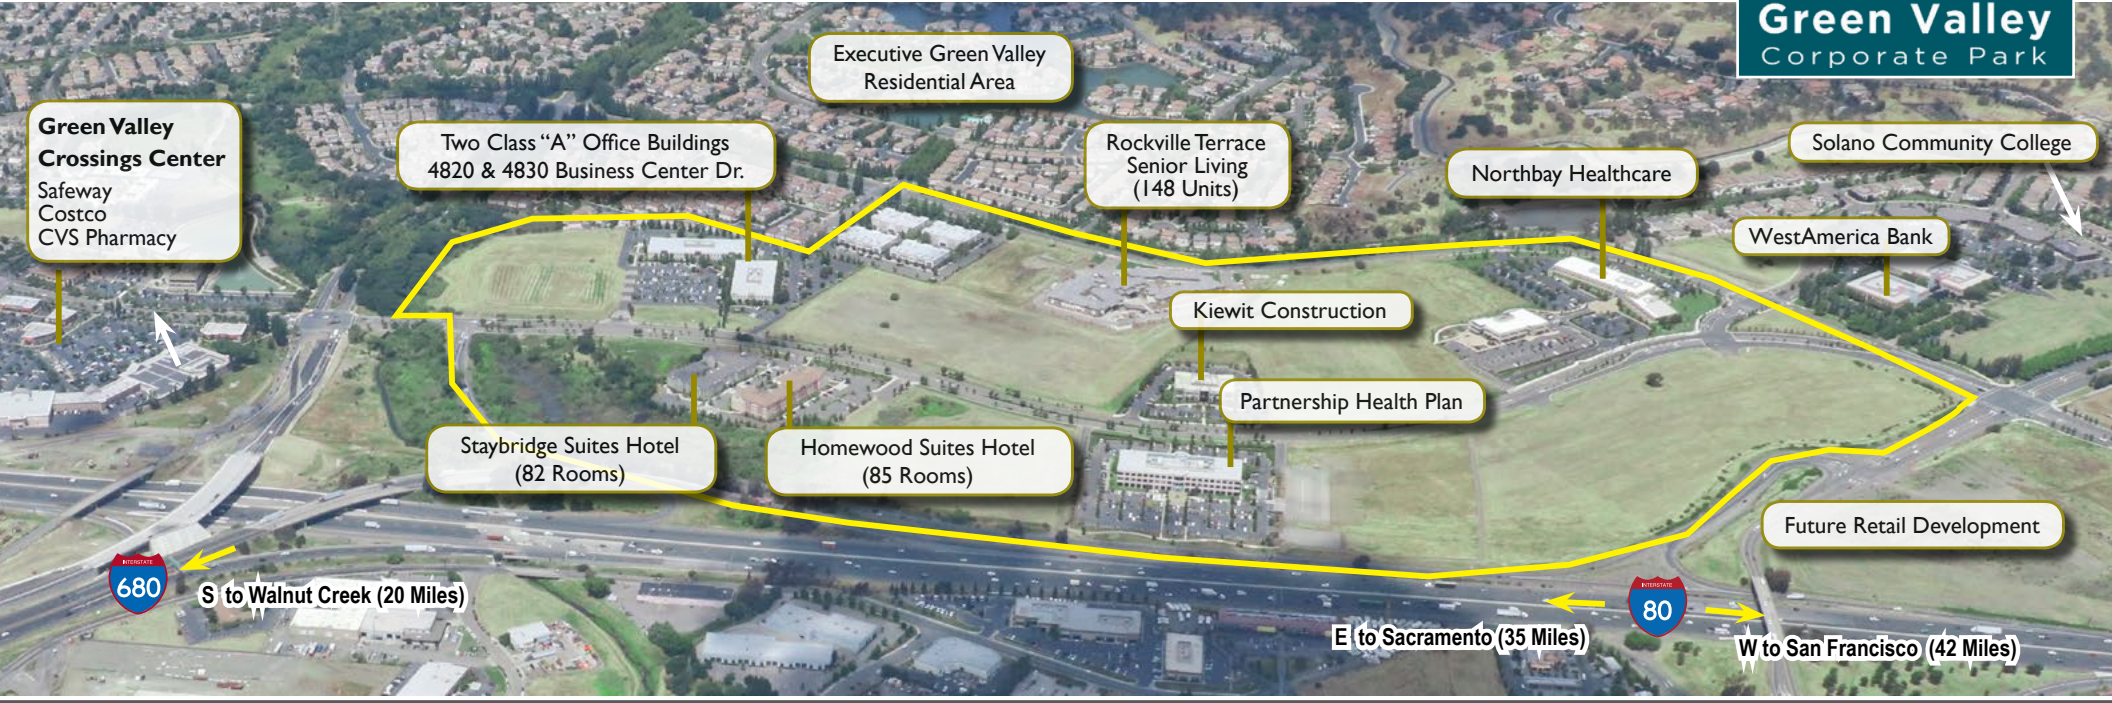 Green Valley
Corporate Park
Executive Green Valley
Residential Area
Green Valley
Crossings Center
Safeway
Costco
CVS Pharmacy
Two Class “A” Office Buildings
4820 & 4830 Business Center Dr.
Rockville Terrace
Senior Living
(148 Units)
Northbay Healthcare
Solano Community College
WestAmerica Bank
Kiewit Construction
Partnership Health Plan
Staybridge Suites Hotel
(82 Rooms)
Homewood Suites Hotel
(85 Rooms)
Future Retail Development
INTERSTATE
680
S to Walnut Creek (20 Miles)
INTERSTATE
80
E to Sacramento (35 Miles)
W to San Francisco (42 Miles)